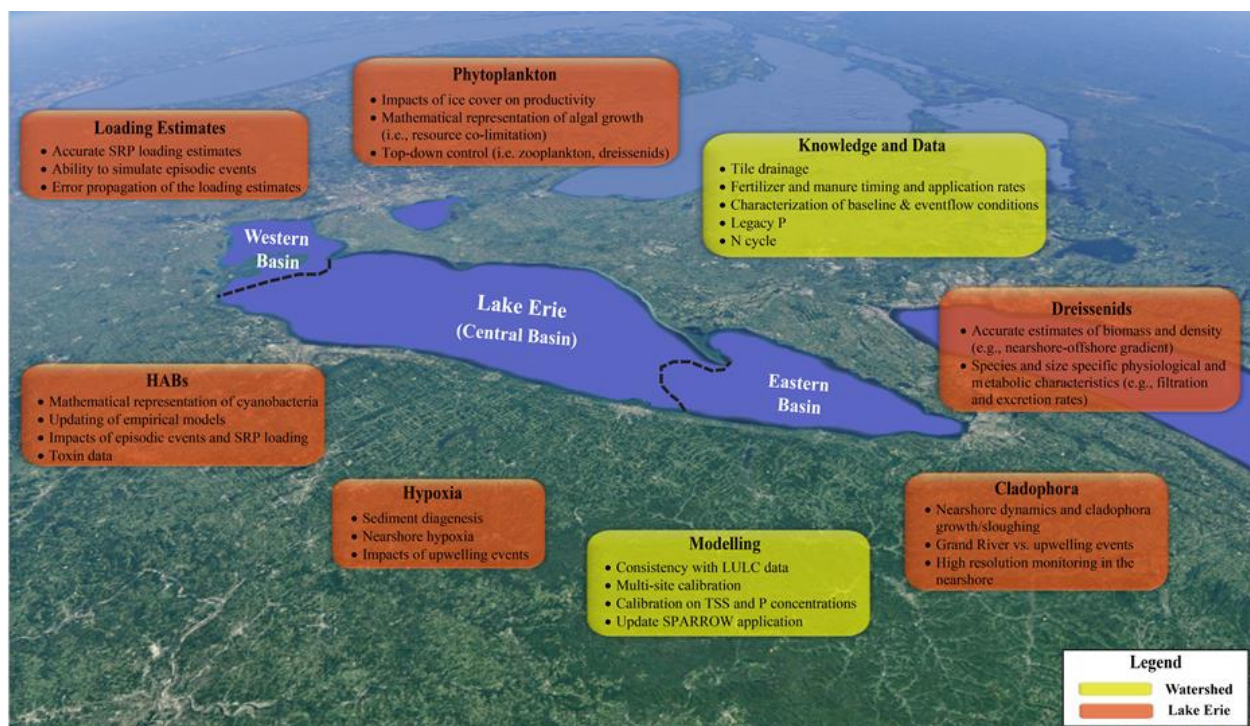 Phytoplankton
• Impacts of ice cover on productivity
• Mathematical representation of algal growth
(i.e., resource co-limitation)
• Top-down control (i.e. zooplankton, dreissenids)
Loading Estimates
• Accurate SRP loading estimates
• Ability to simulate episodic events
• Error propagation of the loading estimates
Knowledge and Data
• Tile drainage
• Fertilizer and manure timing and application rates
• Characterization of baseline & eventflow conditions
• Legacy P
• N cycle
Western
Basin
Lake Erie
(Central Basin)
Eastern
Basin
Dreissenids
• Accurate estimates of biomass and density
(e.g., nearshore-offshore gradient)
• Species and size specific physiological and
metabolic characteristics (e.g., filtration
and excretion rates)
HABs
• Mathematical representation of cyanobacteria
• Updating of empirical models
• Impacts of episodic events and SRP loading
• Toxin data
Hypoxia
• Sediment diagenesis
• Nearshore hypoxia
• Impacts of upwelling events
Modelling
• Consistency with LULC data
• Multi-site calibration
• Calibration on TSS and P concentrations
• Update SPARROW application
Cladophora
• Nearshore dynamics and cladophora
growth/sloughing
• Grand River vs. upwelling events
• High resolution monitoring in the
nearshore
Legend
Watershed
Lake Erie